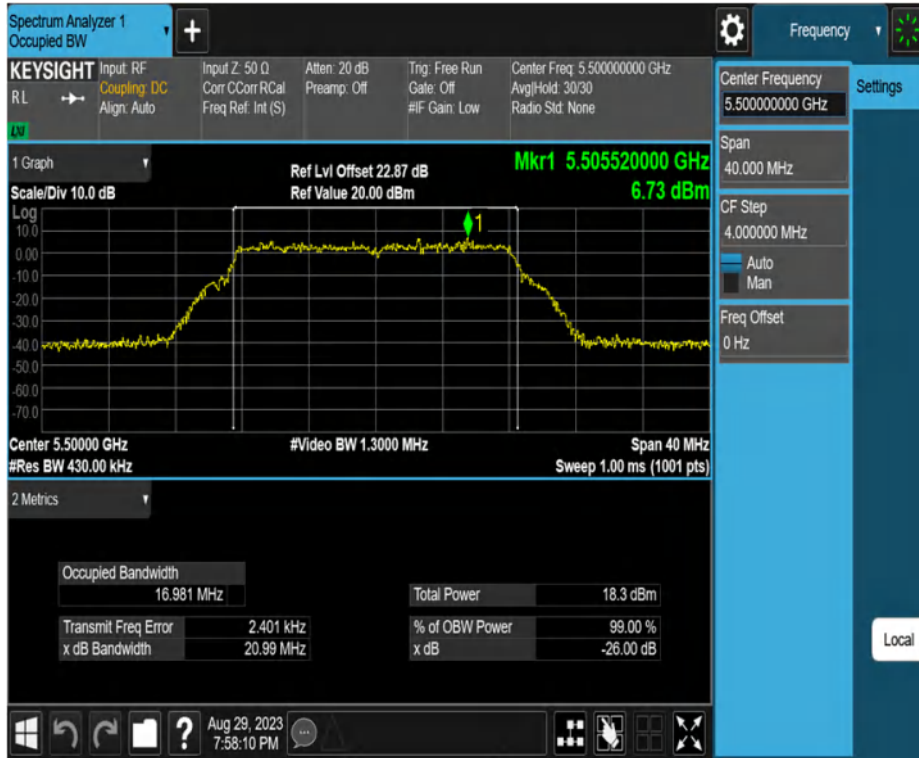 Spectrum Analyzer 1
Occupied BW
+
Frequency
KEYSIGHT
RL
LXI
Input: RF
Coupling: DC
Align: Auto
Input Z: 50 Ω
Corr CCorr RCal
Freq Ref: Int (S)
Atten: 20 dB
Preamp: Off
Trig: Free Run
Gate: Off
#IF Gain: Low
Center Freq: 5.500000000 GHz
Avg|Hold: 30/30
Radio Std: None
Center Frequency
5.500000000 GHz
Settings
Span
40.000 MHz
CF Step
4.000000 MHz
Auto
Man
Freq Offset
0 Hz
1 Graph
Scale/Div 10.0 dB
Ref Lvl Offset 22.87 dB
Ref Value 20.00 dBm
Mkr1 5.505520000 GHz
6.73 dBm
Log
10.0
0.00
-10.0
-20.0
-30.0
-40.0
-50.0
-60.0
-70.0
1
Center 5.50000 GHz
#Video BW 1.3000 MHz
Span 40 MHz
#Res BW 430.00 kHz
Sweep 1.00 ms (1001 pts)
2 Metrics
Occupied Bandwidth
16.981 MHz
Total Power 18.3 dBm
Transmit Freq Error 2.401 kHz
% of OBW Power 99.00 %
x dB Bandwidth 20.99 MHz
x dB -26.00 dB
Local
?
Aug 29, 2023
7:58:10 PM